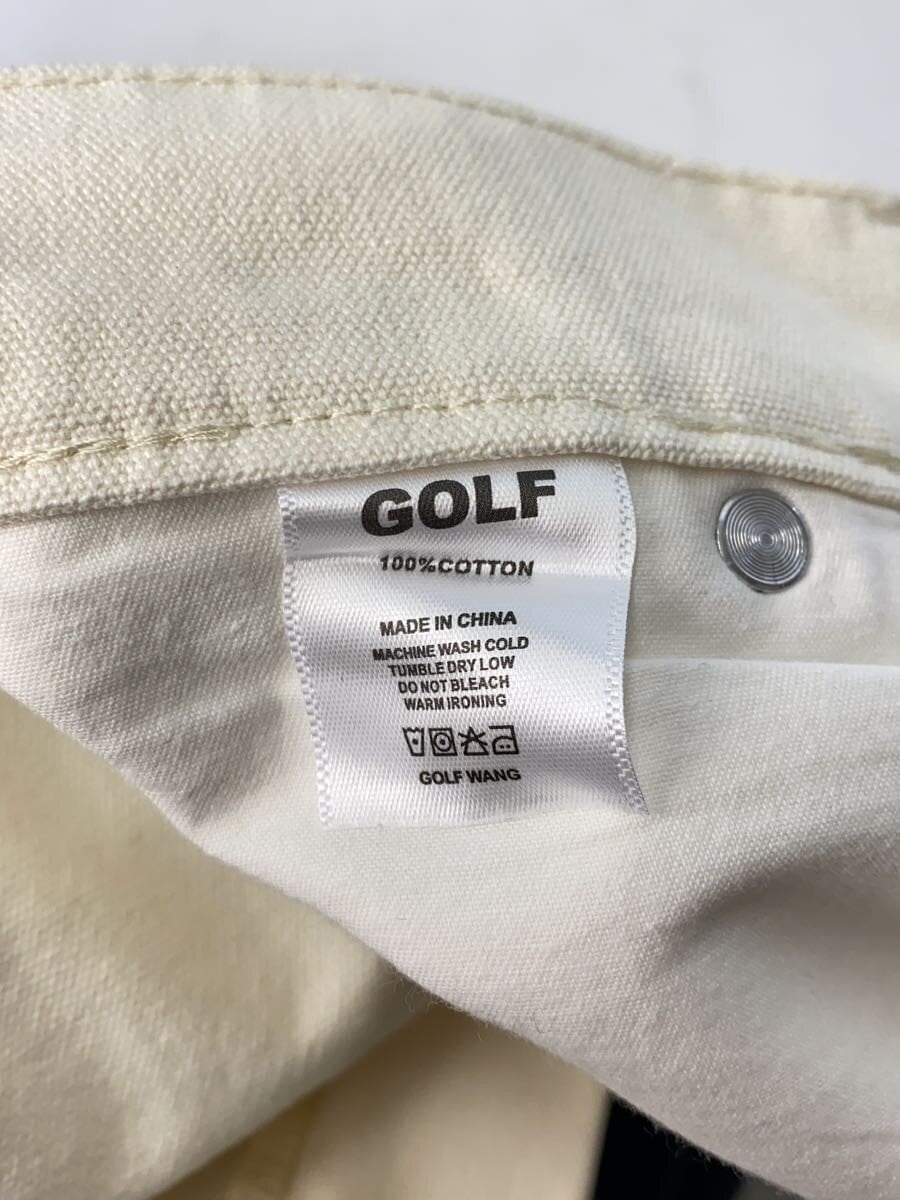 GOLF
100%COTTON
MADE IN CHINA
MACHINE WASH COLD
TUMBLE DRY LOW
DO NOT BLEACH
WARM IRONING
GOLF WANG